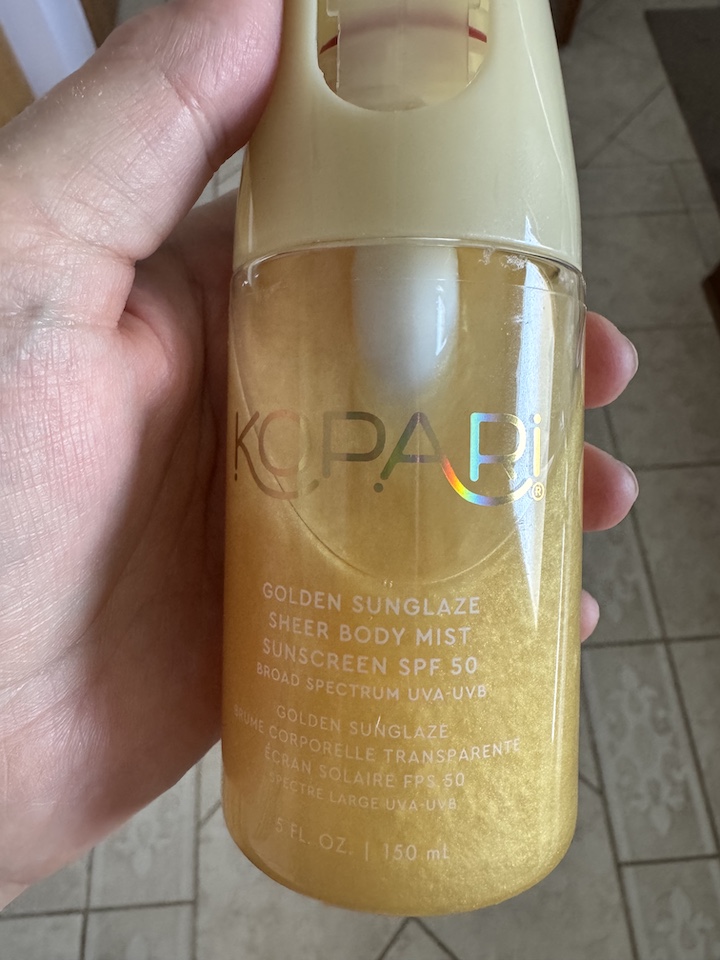 KOPARi®
GOLDEN SUNGLAZE
SHEER BODY MIST
SUNSCREEN SPF 50
BROAD SPECTRUM UVA-UVB
GOLDEN SUNGLAZE
BRUME CORPORELLE TRANSPARENTE
ÉCRAN SOLAIRE FPS 50
SPECTRE LARGE UVA-UVB
5 FL. OZ. | 150 mL